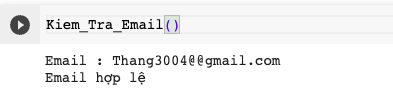 Kiem_Tra_Email()
Email : Thang3004@@gmail.com
Email hợp lệ